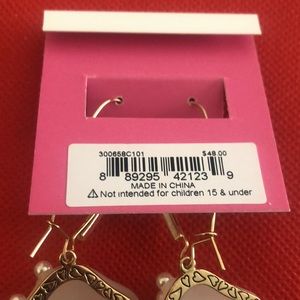 300658C101 $48.00
8 89295 42123 9
MADE IN CHINA
⚠ Not intended for children 15 & under